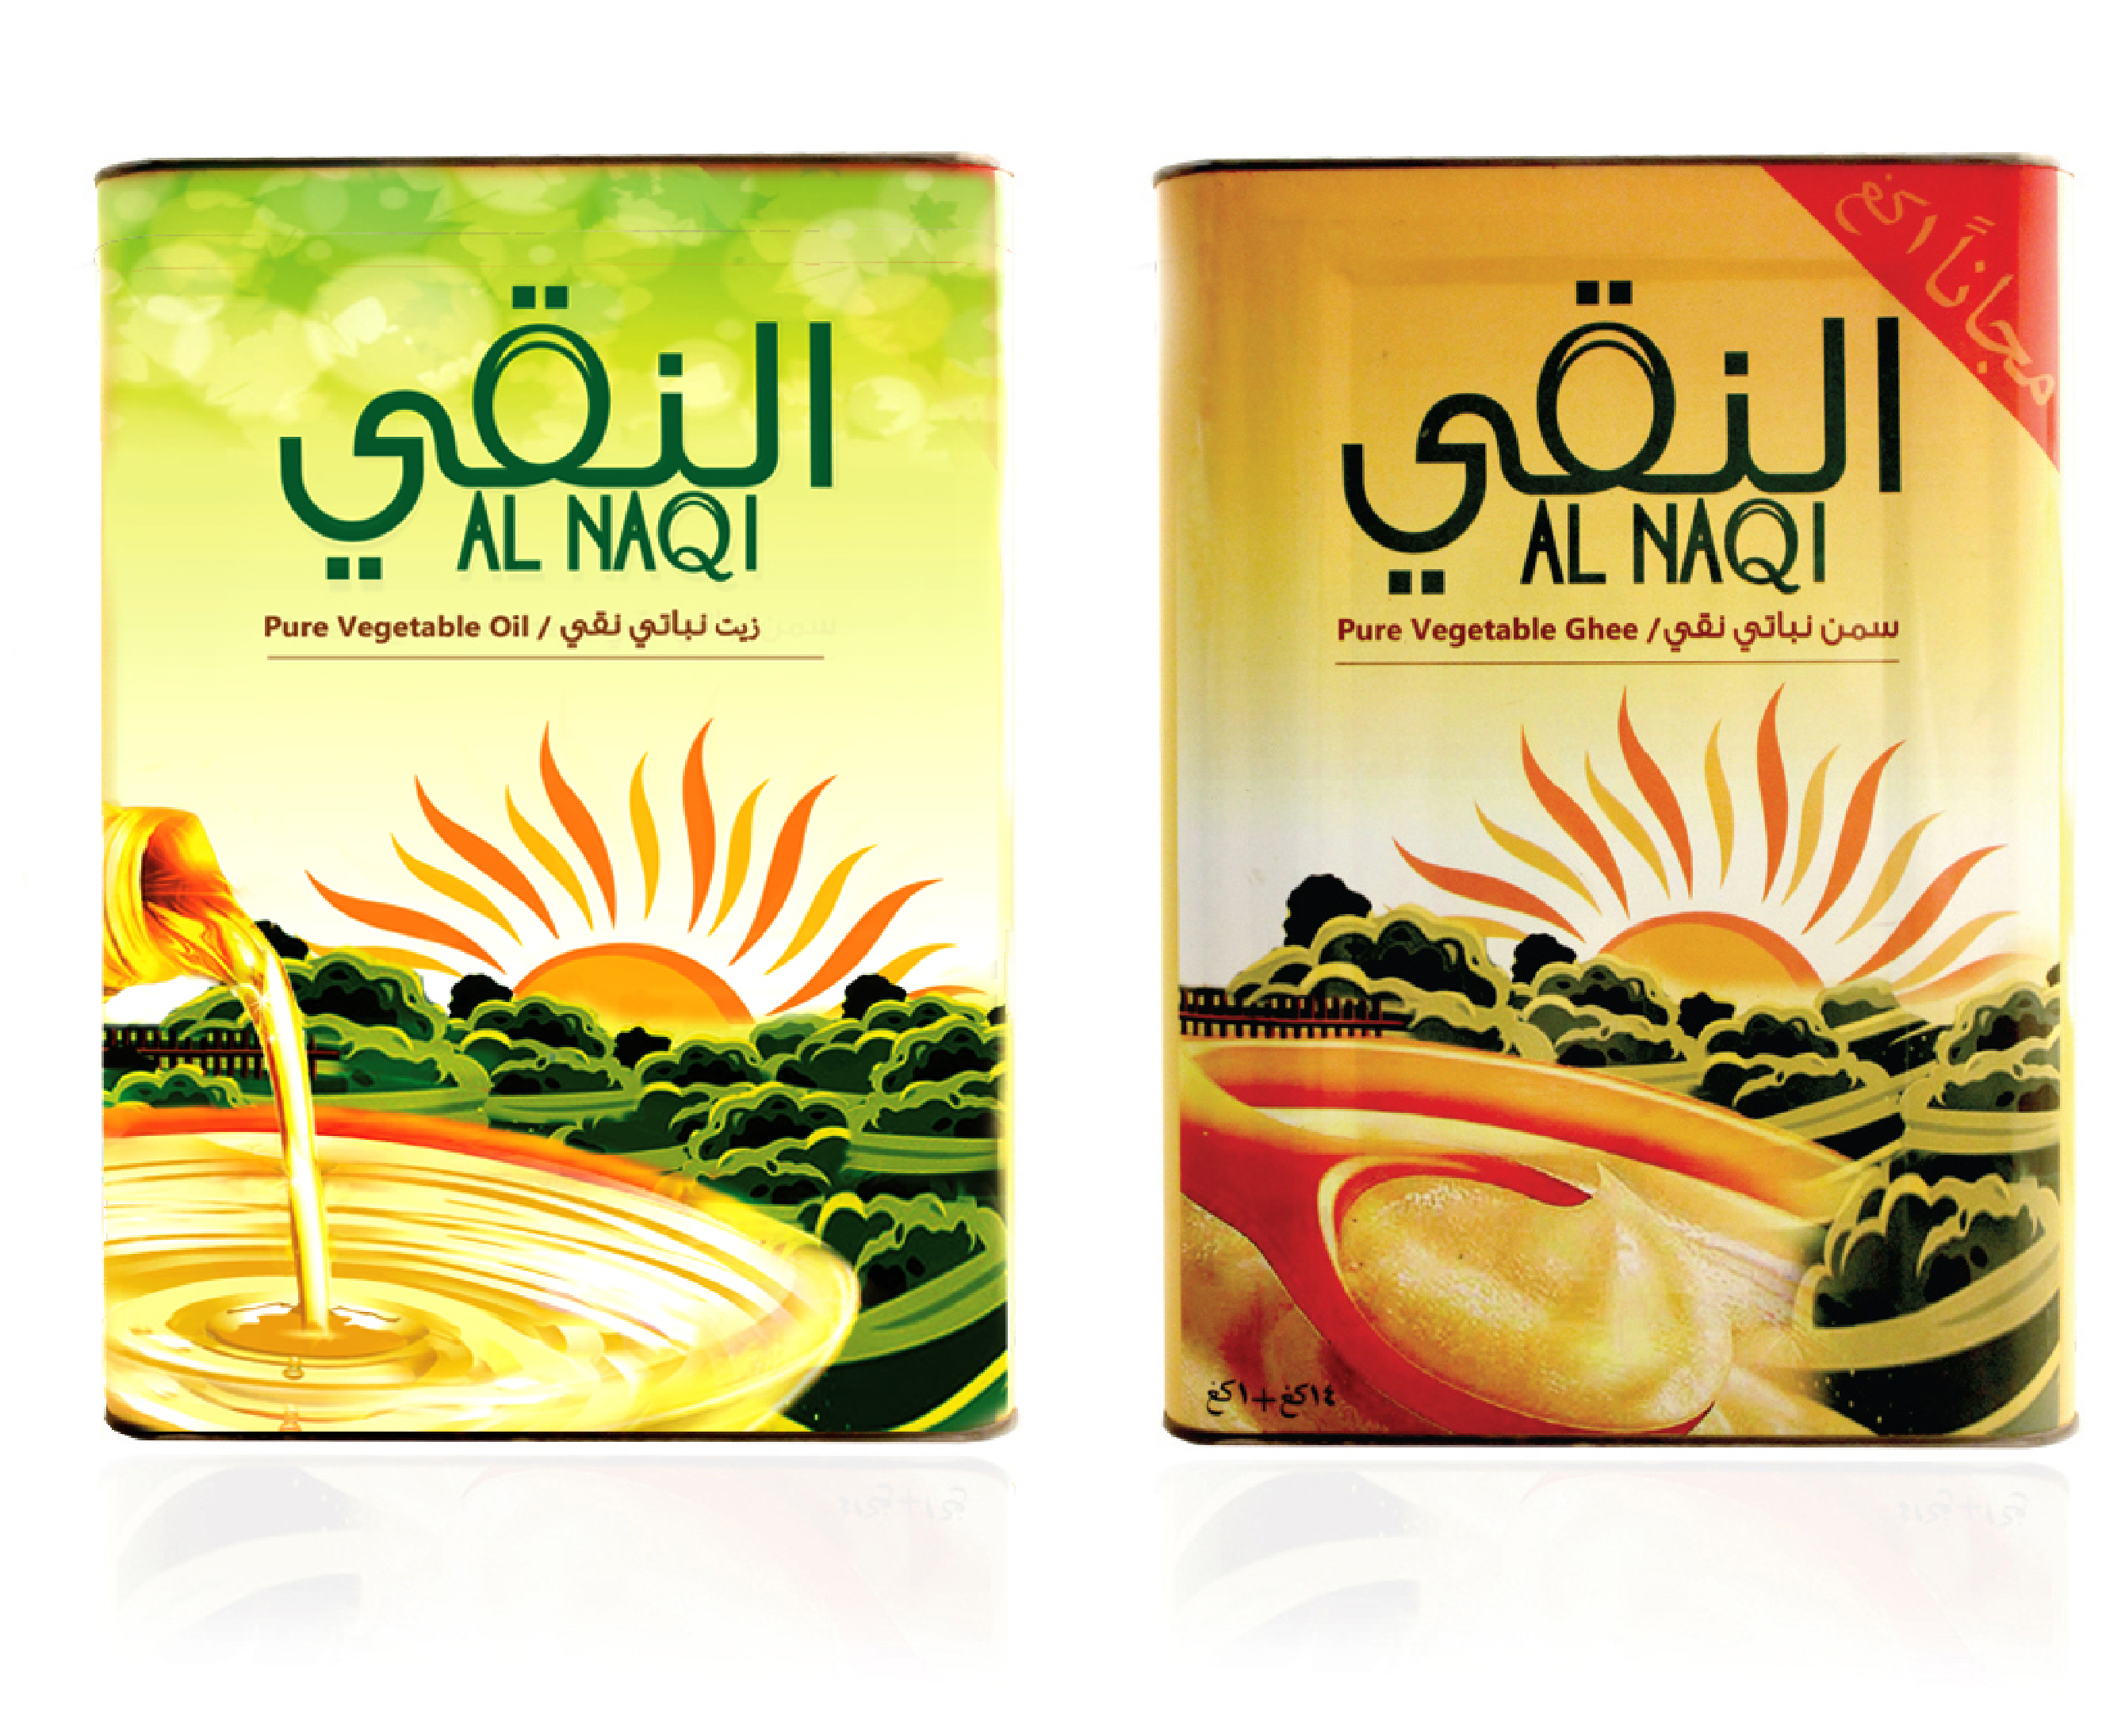 النقي
AL NAQI
Pure Vegetable Oil / زيت نباتي نقي
مجاناً ١كغ
النقي
AL NAQI
Pure Vegetable Ghee / سمن نباتي نقي
١٤كغ+١كغ